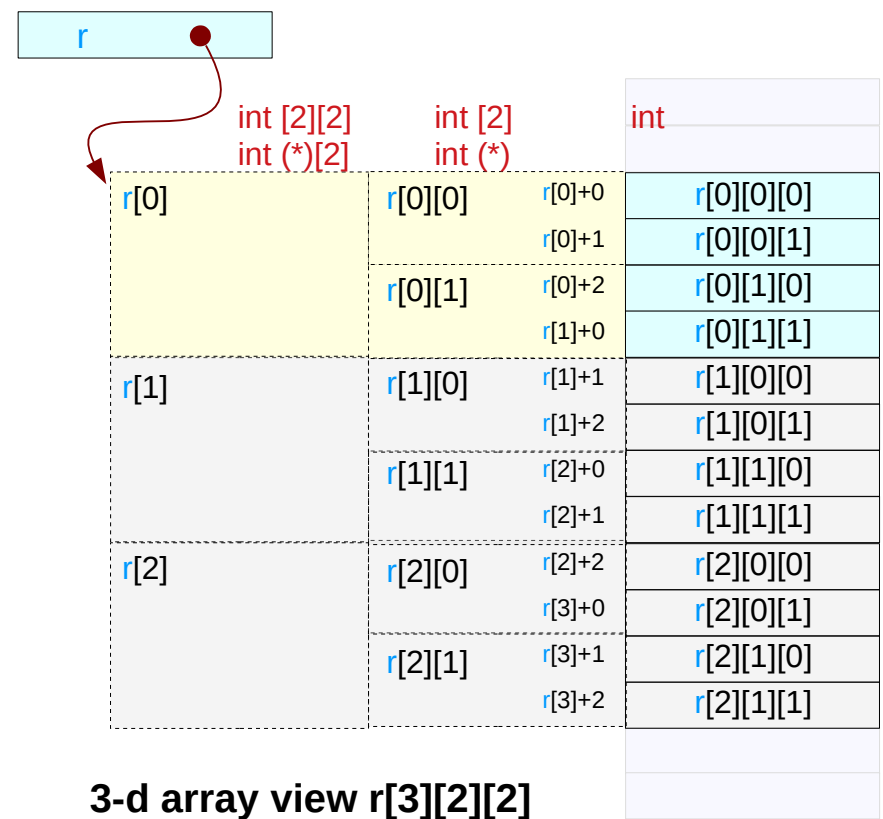 r
int [2][2] int [2] int
int (*)[2] int (*)
r[0] r[0][0] r[0]+0 r[0][0][0]
r[0]+1 r[0][0][1]
r[0][1] r[0]+2 r[0][1][0]
r[1]+0 r[0][1][1]
r[1] r[1][0] r[1]+1 r[1][0][0]
r[1]+2 r[1][0][1]
r[1][1] r[2]+0 r[1][1][0]
r[2]+1 r[1][1][1]
r[2] r[2][0] r[2]+2 r[2][0][0]
r[3]+0 r[2][0][1]
r[2][1] r[3]+1 r[2][1][0]
r[3]+2 r[2][1][1]
3-d array view r[3][2][2]